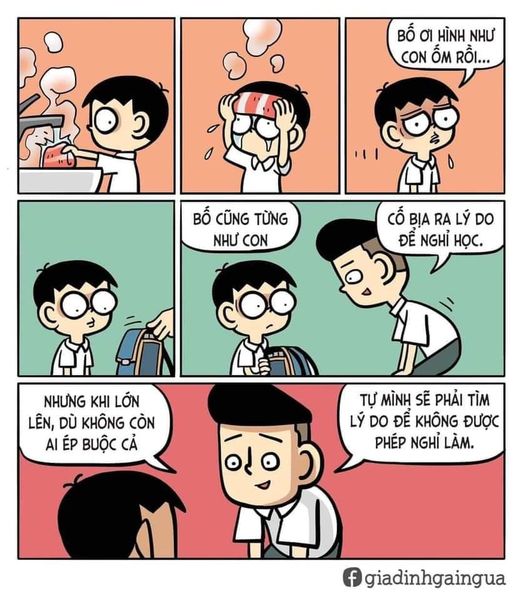 BỐ ƠI HÌNH NHƯ
CON ỐM RỒI...
BỐ CŨNG TỪNG
NHƯ CON
CỐ BỊA RA LÝ DO
ĐỂ NGHỈ HỌC.
NHƯNG KHI LỚN
LÊN, DÙ KHÔNG CÒN
AI ÉP BUỘC CẢ
TỰ MÌNH SẼ PHẢI TÌM
LÝ DO ĐỂ KHÔNG ĐƯỢC
PHÉP NGHỈ LÀM.
f giadinhgaingua